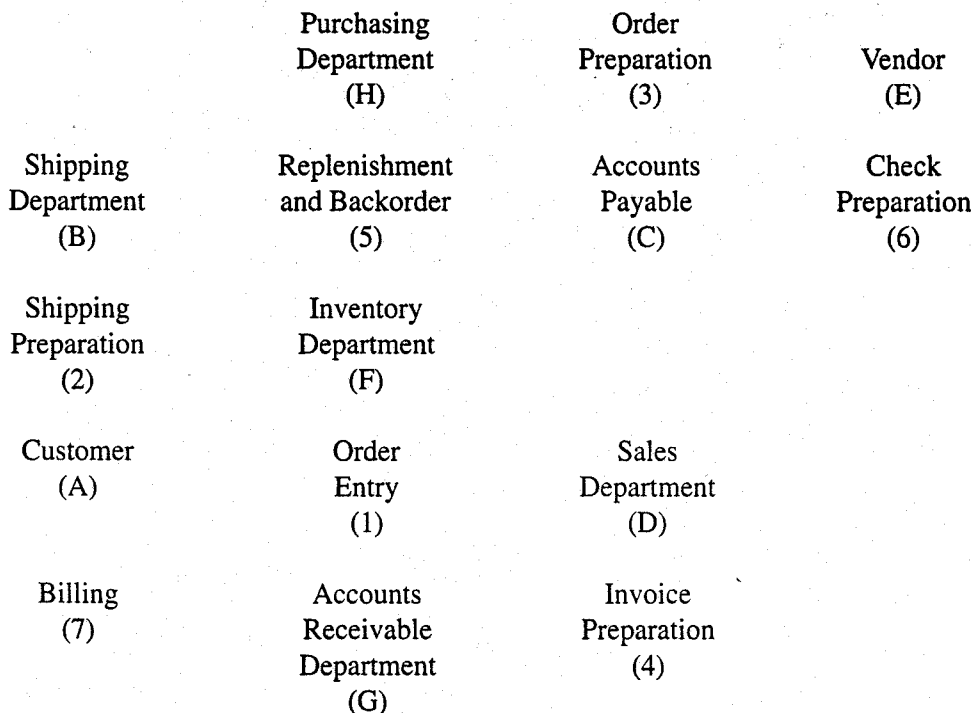 Purchasing
Department
(H)
Order
Preparation
(3)
Vendor
(E)
Shipping
Department
(B)
Replenishment
and Backorder
(5)
Accounts
Payable
(C)
Check
Preparation
(6)
Shipping
Preparation
(2)
Inventory
Department
(F)
Customer
(A)
Order
Entry
(1)
Sales
Department
(D)
Billing
(7)
Accounts
Receivable
Department
(G)
Invoice
Preparation
(4)